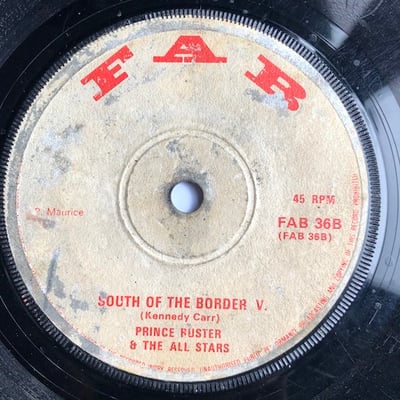 FAB
45 RPM
P. Maurice
FAB 36B
(FAB 36B)
SOUTH OF THE BORDER V.
(Kennedy Carr)
PRINCE BUSTER
& THE ALL STARS